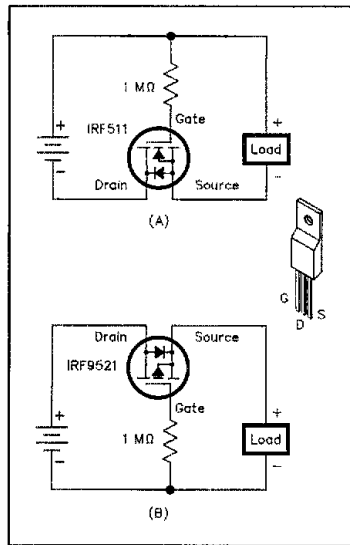 +
1 MΩ
Gate
IRF511
+
Load
-
-
Drain
Source
(A)
G
D
S
Drain
Source
IRF9521
Gate
+
1 MΩ
+
Load
-
-
(B)